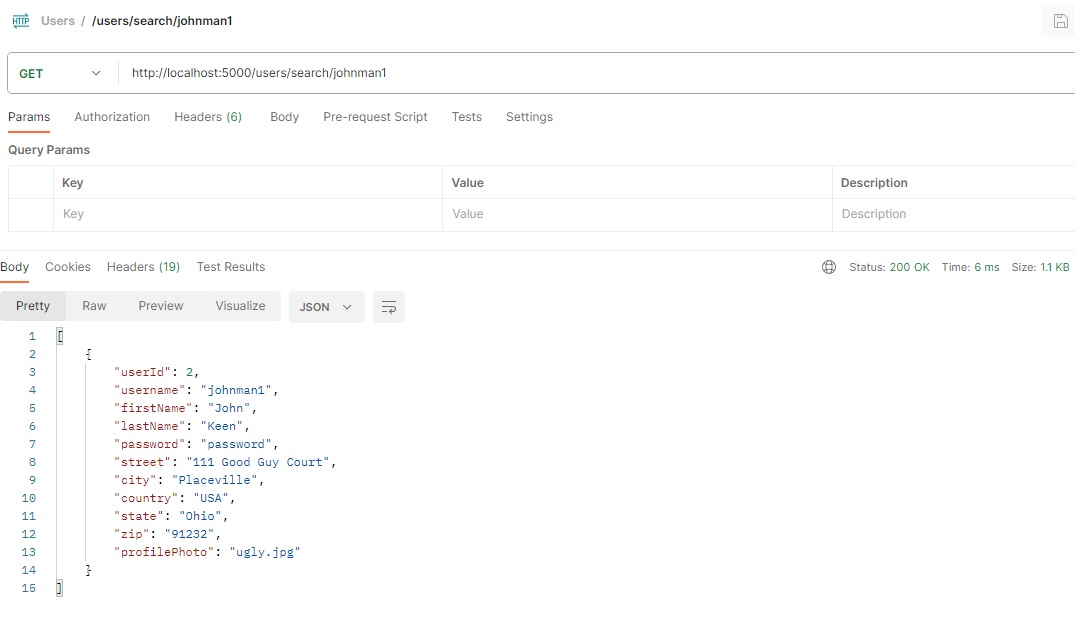 HTTP Users / /users/search/johnman1
GET http://localhost:5000/users/search/johnman1
Params Authorization Headers (6) Body Pre-request Script Tests Settings
Query Params
Key Value Description
Key Value Description
Body Cookies Headers (19) Test Results Status: 200 OK Time: 6 ms Size: 1.1 KB
Pretty Raw Preview Visualize JSON
1 [
2 {
3 "userId": 2,
4 "username": "johnman1",
5 "firstName": "John",
6 "lastName": "Keen",
7 "password": "password",
8 "street": "111 Good Guy Court",
9 "city": "Placeville",
10 "country": "USA",
11 "state": "Ohio",
12 "zip": "91232",
13 "profilePhoto": "ugly.jpg"
14 }
15 ]